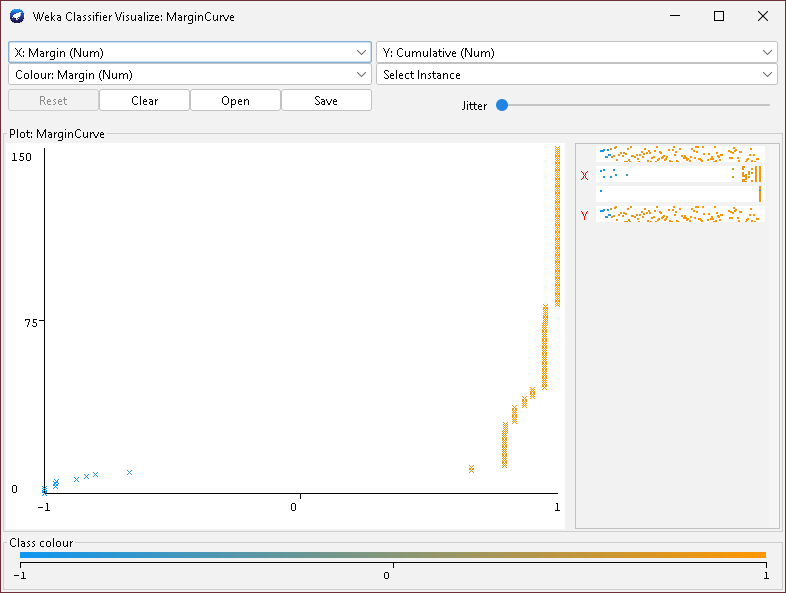 Weka Classifier Visualize: MarginCurve
X: Margin (Num)
Y: Cumulative (Num)
Colour: Margin (Num)
Select Instance
Reset
Clear
Open
Save
Jitter
Plot: MarginCurve
150
75
0
-1
0
1
X
Y
Class colour
-1
0
1